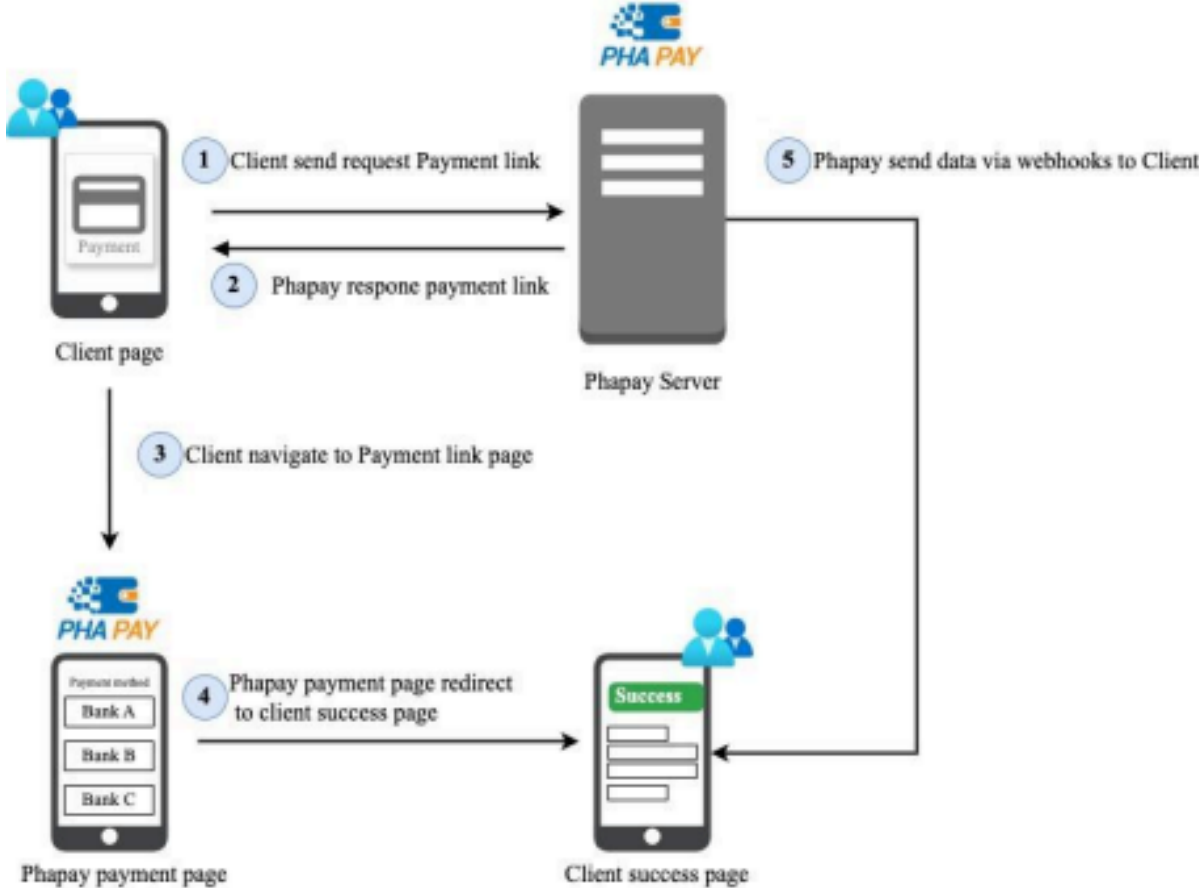 PHA PAY
1 Client send request Payment link
5 Phapay send data via webhooks to Client
Payment
2 Phapay respone payment link
Client page
Phapay Server
3 Client navigate to Payment link page
PHA PAY
Payment method
Bank A
Bank B
Bank C
4 Phapay payment page redirect
to client success page
Success
Phapay payment page
Client success page